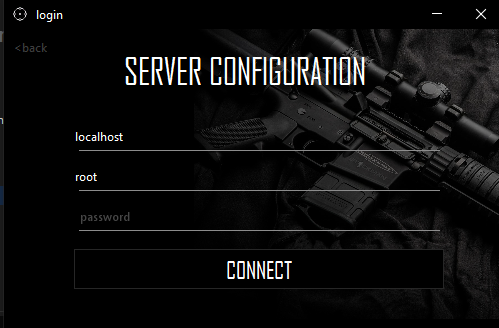 login
<back
SERVER CONFIGURATION
localhost
root
password
CONNECT